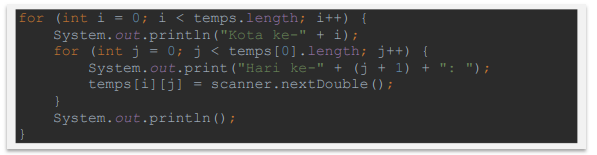 for (int i = 0; i < temps.length; i++) {
    System.out.println("Kota ke-" + i);
    for (int j = 0; j < temps[0].length; j++) {
        System.out.print("Hari ke-" + (j + 1) + ": ");
        temps[i][j] = scanner.nextDouble();
    }
    System.out.println();
}